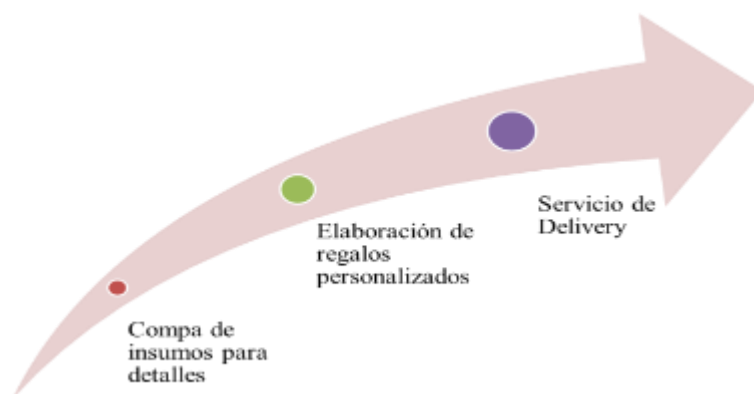 Servicio de
Delivery
Elaboración de
regalos
personalizados
Compa de
insumos para
detalles